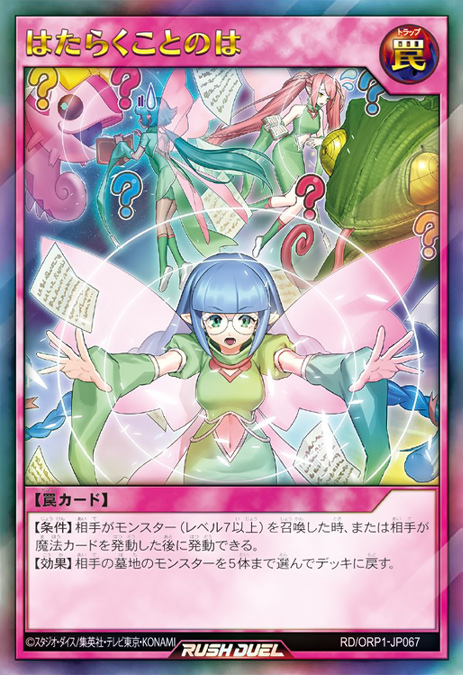 はたらくことのは
トラップ
罠
【罠カード】
【条件】相手がモンスター(レベル7以上)を召喚した時、または相手が
魔法カードを発動した後に発動できる。
【効果】相手の墓地のモンスターを5体まで選んでデッキに戻す。
©スタジオ・ダイス/集英社・テレビ東京・KONAMI
RUSH DUEL
RD/ORP1-JP067